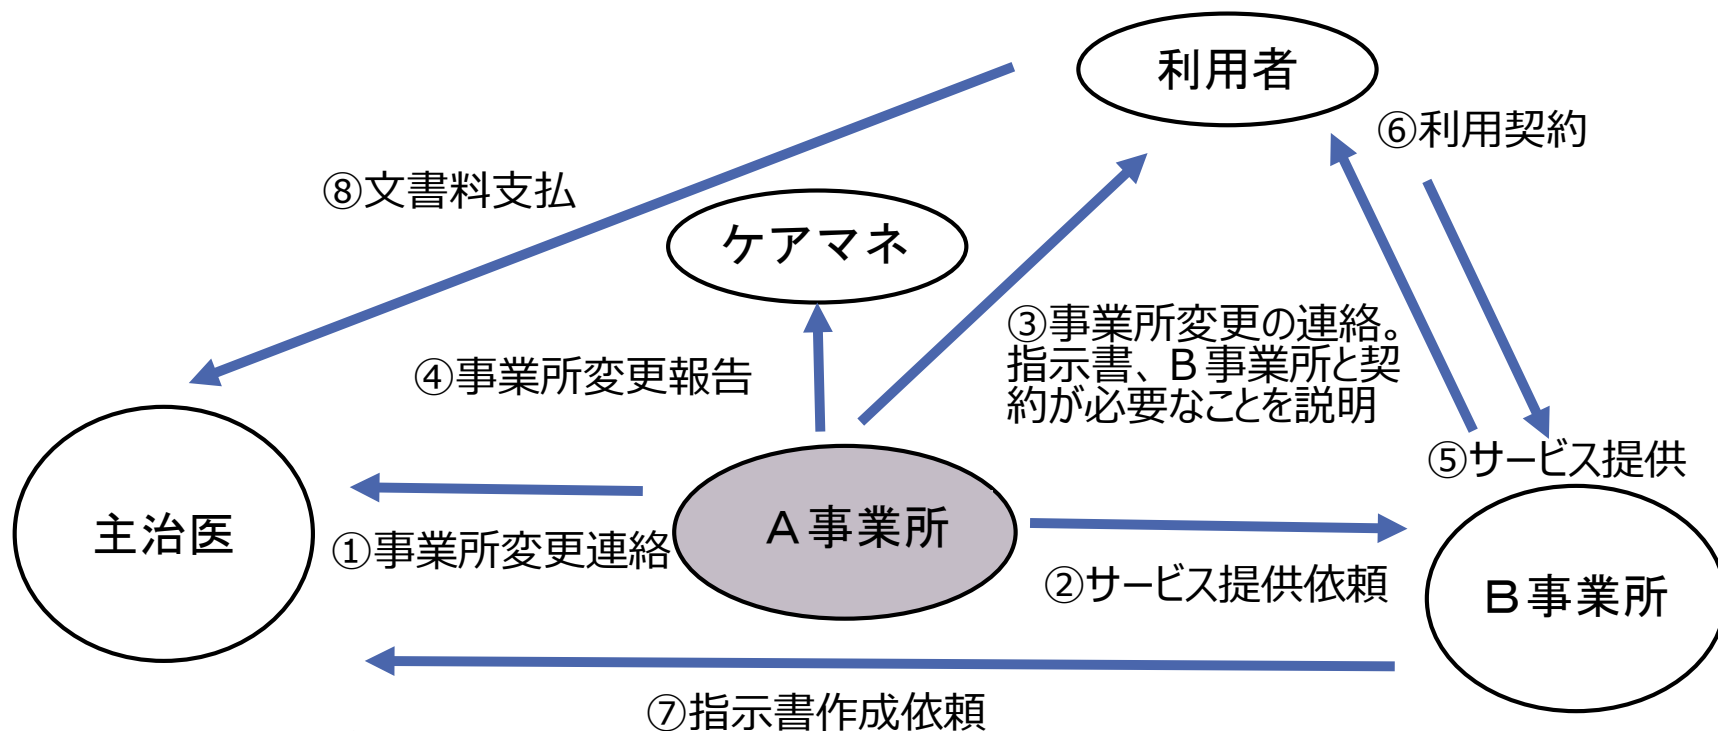 利用者
⑥利用契約
⑧文書料支払
ケアマネ
③事業所変更の連絡。
指示書、Ｂ事業所と契
約が必要なことを説明
④事業所変更報告
⑤サービス提供
主治医
①事業所変更連絡
Ａ事業所
②サービス提供依頼
Ｂ事業所
⑦指示書作成依頼